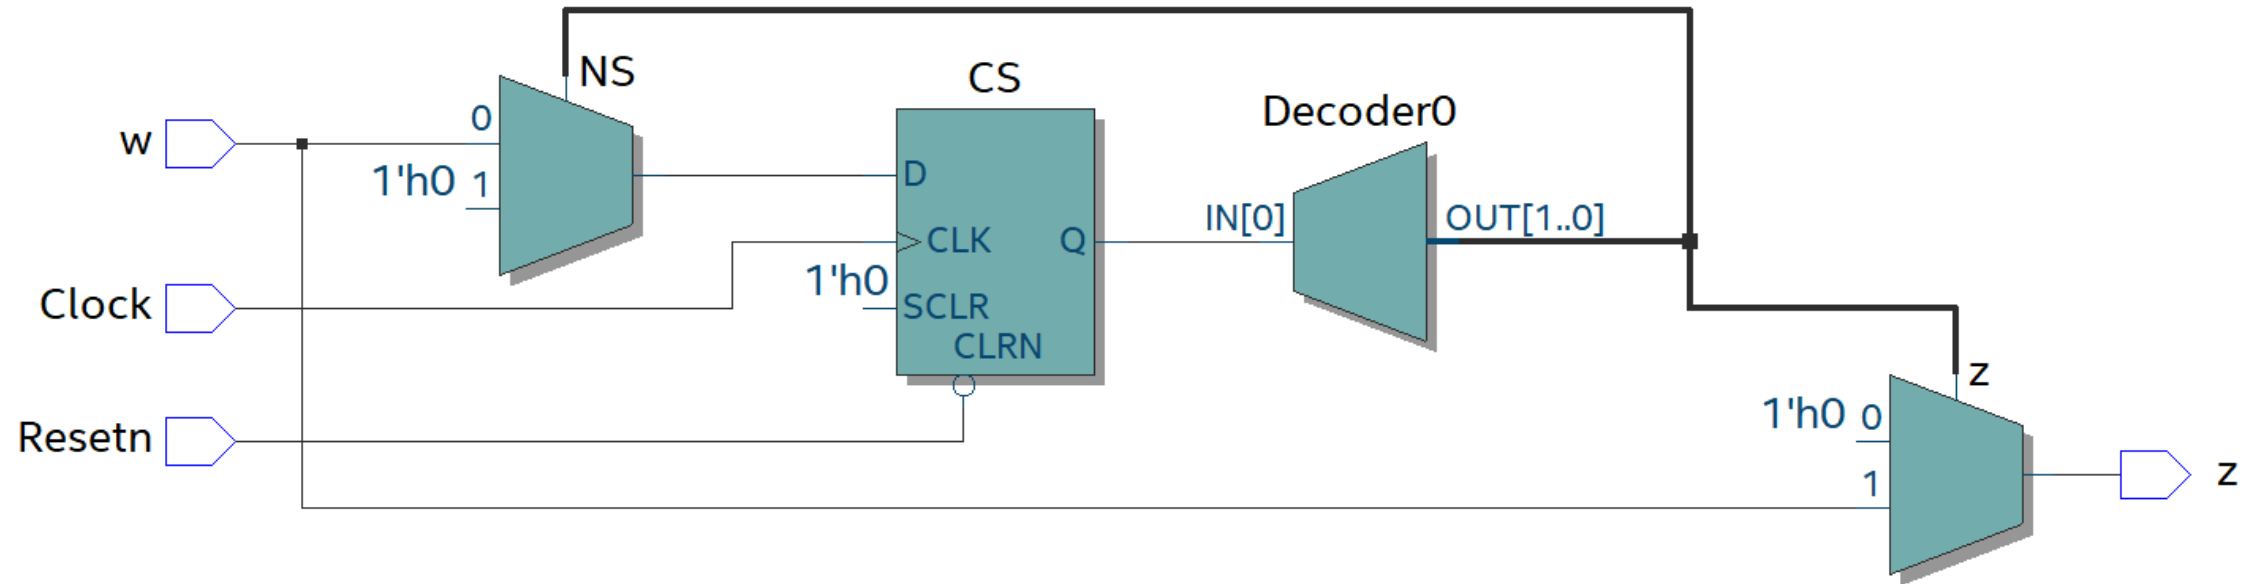 NS
CS
Decoder0
w
0
1'h0 1
D
IN[0]
OUT[1..0]
CLK
Q
1'h0
SCLR
CLRN
Clock
Resetn
z
1'h0 0
1
z